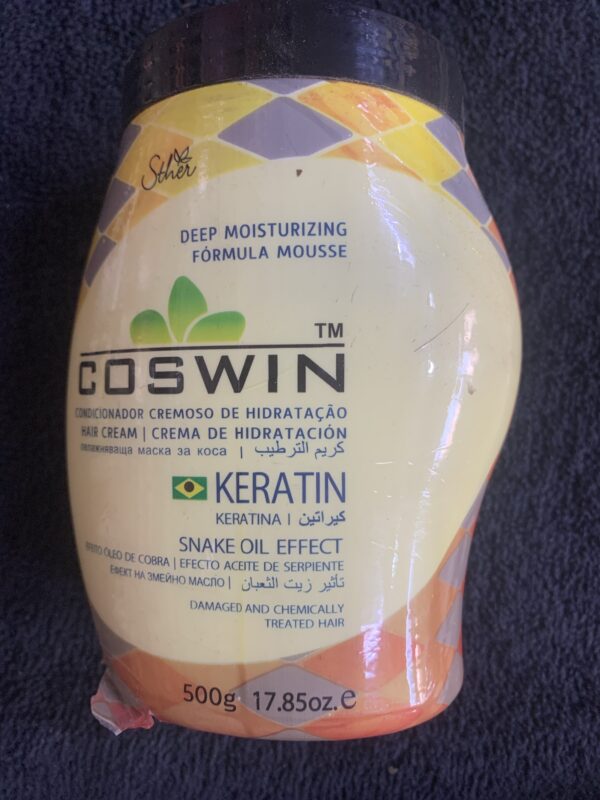 Sther
DEEP MOISTURIZING
FÓRMULA MOUSSE
TM
COSWIN
CONDICIONADOR CREMOSO DE HIDRATAÇÃO
HAIR CREAM | CREMA DE HIDRATACIÓN
овлажняваща маска за коса | كريم الترطيب
KERATIN
KERATINA | كيراتين
SNAKE OIL EFFECT
EFEITO ÓLEO DE COBRA | EFECTO ACEITE DE SERPIENTE
ЕФЕКТ НА ЗМЕЙНО МАСЛО | تأثير زيت الثعبان
DAMAGED AND CHEMICALLY
TREATED HAIR
500g 17.85oz.e